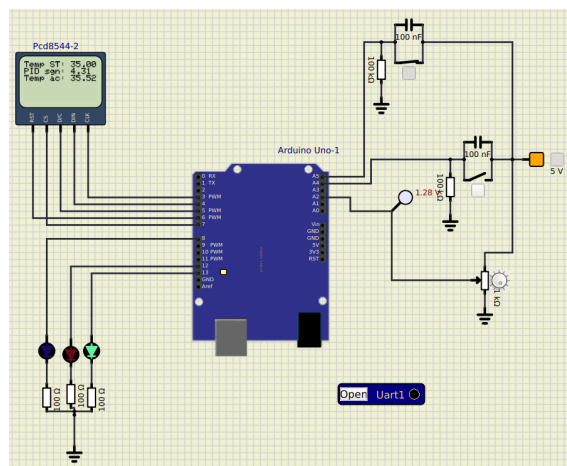 Pcd8544-2
Temp ST: 35.00
PID sgn: 4.31
Temp ac: 35.52
RST CS D/C DIN CLK
Arduino Uno-1
0 RX
1 TX
2
3 PWM
4
5 PWM
6 PWM
7
8
9 PWM
10 PWM
11 PWM
12
13
GND
Aref
A5
A4
A3
A2
A1
A0
Vin
GND
GND
5V
3V3
RST
100 nF
100 kΩ
100 nF
100 kΩ
1.28 V
5 V
1 kΩ
100 Ω
100 Ω
100 Ω
Open Uart1